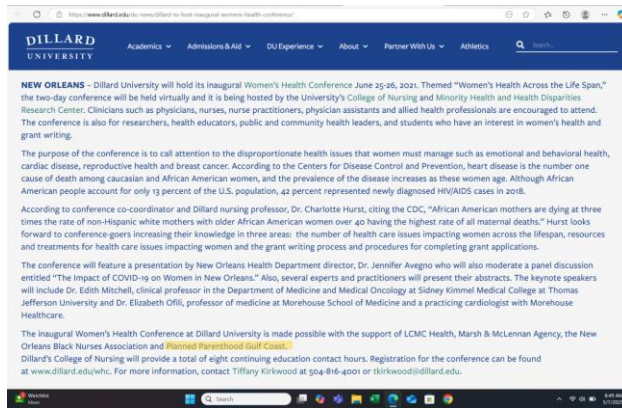 https://www.dillard.edu/du-news/dillard-to-host-inaugural-womens-health-conference/
DILLARD
UNIVERSITY
Academics Admissions & Aid DU Experience About Partner With Us Athletics Search...
NEW ORLEANS – Dillard University will hold its inaugural Women's Health Conference June 25-26, 2021. Themed “Women's Health Across the Life Span,”
the two-day conference will be held virtually and it is being hosted by the University's College of Nursing and Minority Health and Health Disparities
Research Center. Clinicians such as physicians, nurses, nurse practitioners, physician assistants and allied health professionals are encouraged to attend.
The conference is also for researchers, health educators, public and community health leaders, and students who have an interest in women's health and
grant writing.
The purpose of the conference is to call attention to the disproportionate health issues that women must manage such as emotional and behavioral health,
cardiac disease, reproductive health and breast cancer. According to the Centers for Disease Control and Prevention, heart disease is the number one
cause of death among caucasian and African American women, and the prevalence of the disease increases as these women age. Although African
American people account for only 13 percent of the U.S. population, 42 percent represented newly diagnosed HIV/AIDS cases in 2018.
According to conference co-coordinator and Dillard nursing professor, Dr. Charlotte Hurst, citing the CDC, “African American mothers are dying at three
times the rate of non-Hispanic white mothers with older African American women over 40 having the highest rate of all maternal deaths.” Hurst looks
forward to conference-goers increasing their knowledge in three areas: the number of health care issues impacting women across the lifespan, resources
and treatments for health care issues impacting women and the grant writing process and procedures for completing grant applications.
The conference will feature a presentation by New Orleans Health Department director, Dr. Jennifer Avegno who will also moderate a panel discussion
entitled “The Impact of COVID-19 on Women in New Orleans.” Also, several experts and practitioners will present their abstracts. The keynote speakers
will include Dr. Edith Mitchell, clinical professor in the Department of Medicine and Medical Oncology at Sidney Kimmel Medical College at Thomas
Jefferson University and Dr. Elizabeth Ofili, professor of medicine at Morehouse School of Medicine and a practicing cardiologist with Morehouse
Healthcare.
The inaugural Women's Health Conference at Dillard University is made possible with the support of LCMC Health, Marsh & McLennan Agency, the New
Orleans Black Nurses Association and Planned Parenthood Gulf Coast.
Dillard's College of Nursing will provide a total of eight continuing education contact hours. Registration for the conference can be found
at www.dillard.edu/whc. For more information, contact Tiffany Kirkwood at 504-816-4001 or tkirkwood@dillard.edu.
Search
8:49 AM